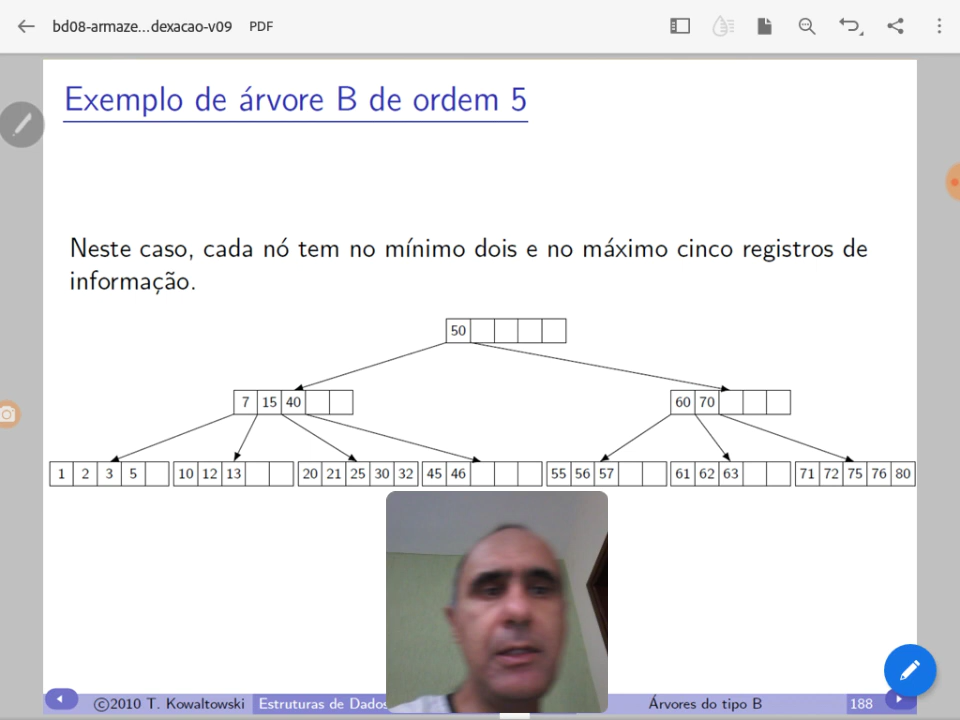 bd08-armaze...dexacao-v09 PDF
Exemplo de árvore B de ordem 5
Neste caso, cada nó tem no mínimo dois e no máximo cinco registros de
informação.
50
7 15 40 60 70
1 2 3 5 10 12 13 20 21 25 30 32 45 46 55 56 57 61 62 63 71 72 75 76 80
©2010 T. Kowaltowski Estruturas de Dados Árvores do tipo B 188